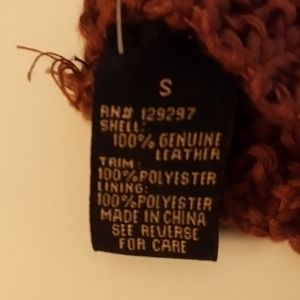 S
RN# 129297
SHELL:
100% GENUINE
LEATHER
TRIM:
100% POLYESTER
LINING:
100% POLYESTER
MADE IN CHINA
SEE REVERSE
FOR CARE